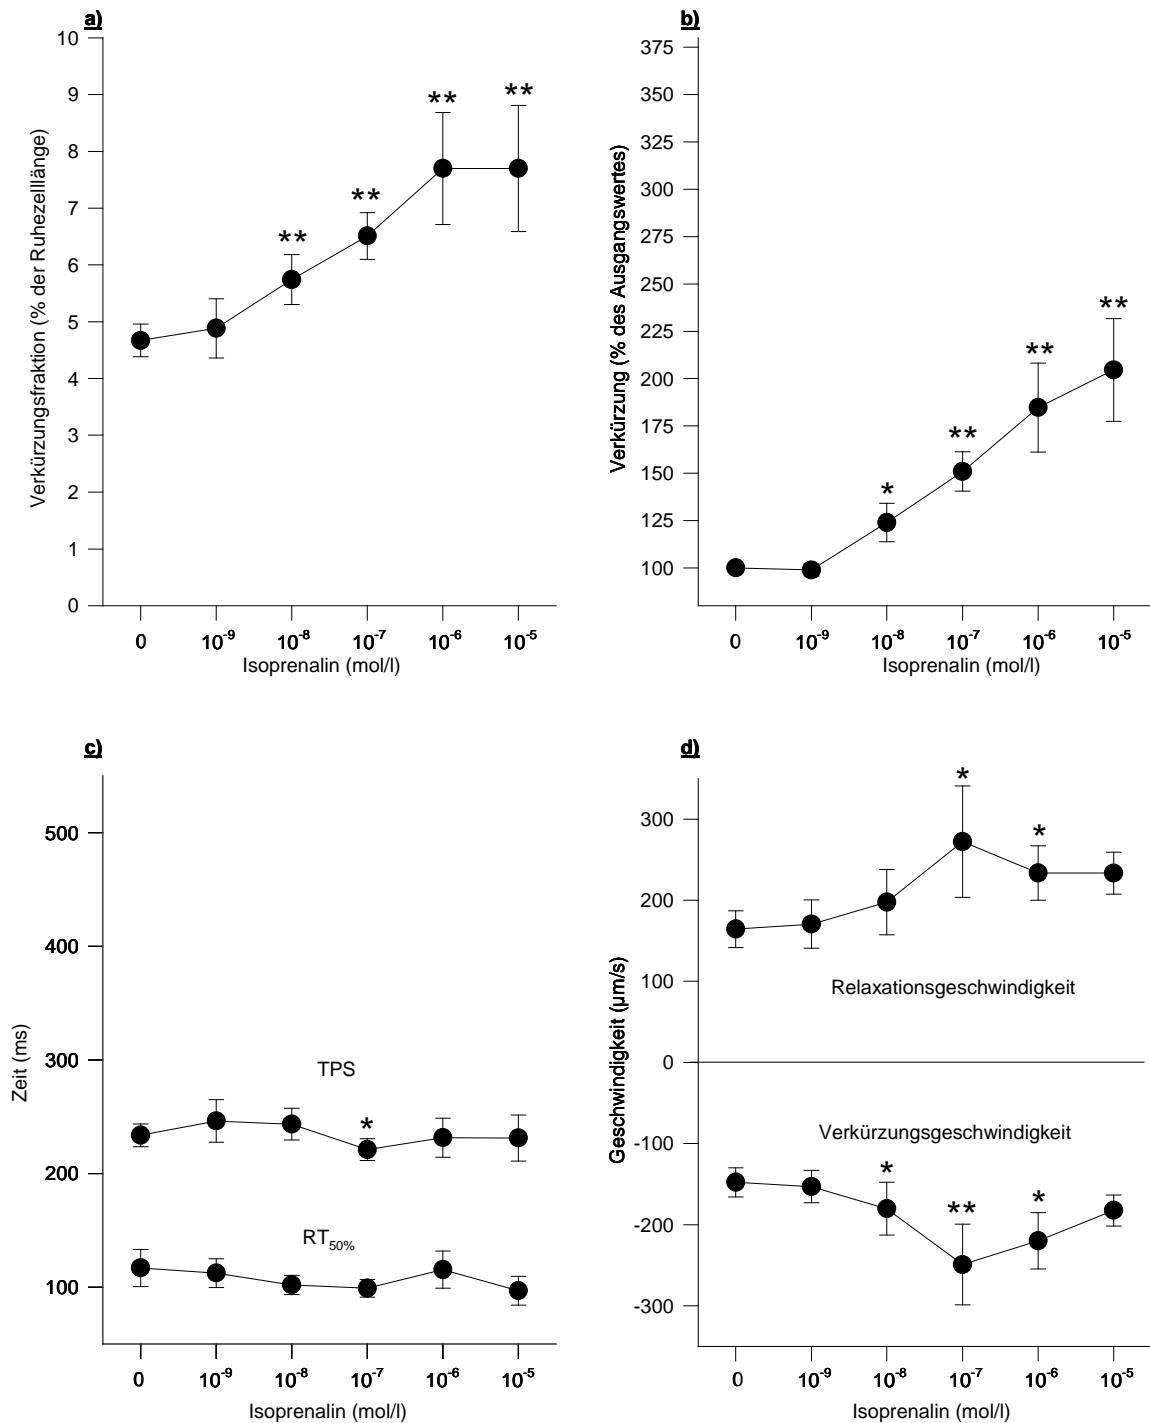 a)
Verkürzungsfraktion (% der Ruhezelllänge)
10
9
8
7
6
5
4
3
2
1
0
** ** ** **
0 10⁻⁹ 10⁻⁸ 10⁻⁷ 10⁻⁶ 10⁻⁵
Isoprenalin (mol/l)
b)
Verkürzung (% des Ausgangswertes)
375
350
325
300
275
250
225
200
175
150
125
100
* ** ** **
0 10⁻⁹ 10⁻⁸ 10⁻⁷ 10⁻⁶ 10⁻⁵
Isoprenalin (mol/l)
c)
Zeit (ms)
500
400
300
200
100
TPS
*
RT50%
0 10⁻⁹ 10⁻⁸ 10⁻⁷ 10⁻⁶ 10⁻⁵
Isoprenalin (mol/l)
d)
Geschwindigkeit (µm/s)
300
200
100
0
-100
-200
-300
* *
Relaxationsgeschwindigkeit
Verkürzungsgeschwindigkeit
* ** *
0 10⁻⁹ 10⁻⁸ 10⁻⁷ 10⁻⁶ 10⁻⁵
Isoprenalin (mol/l)